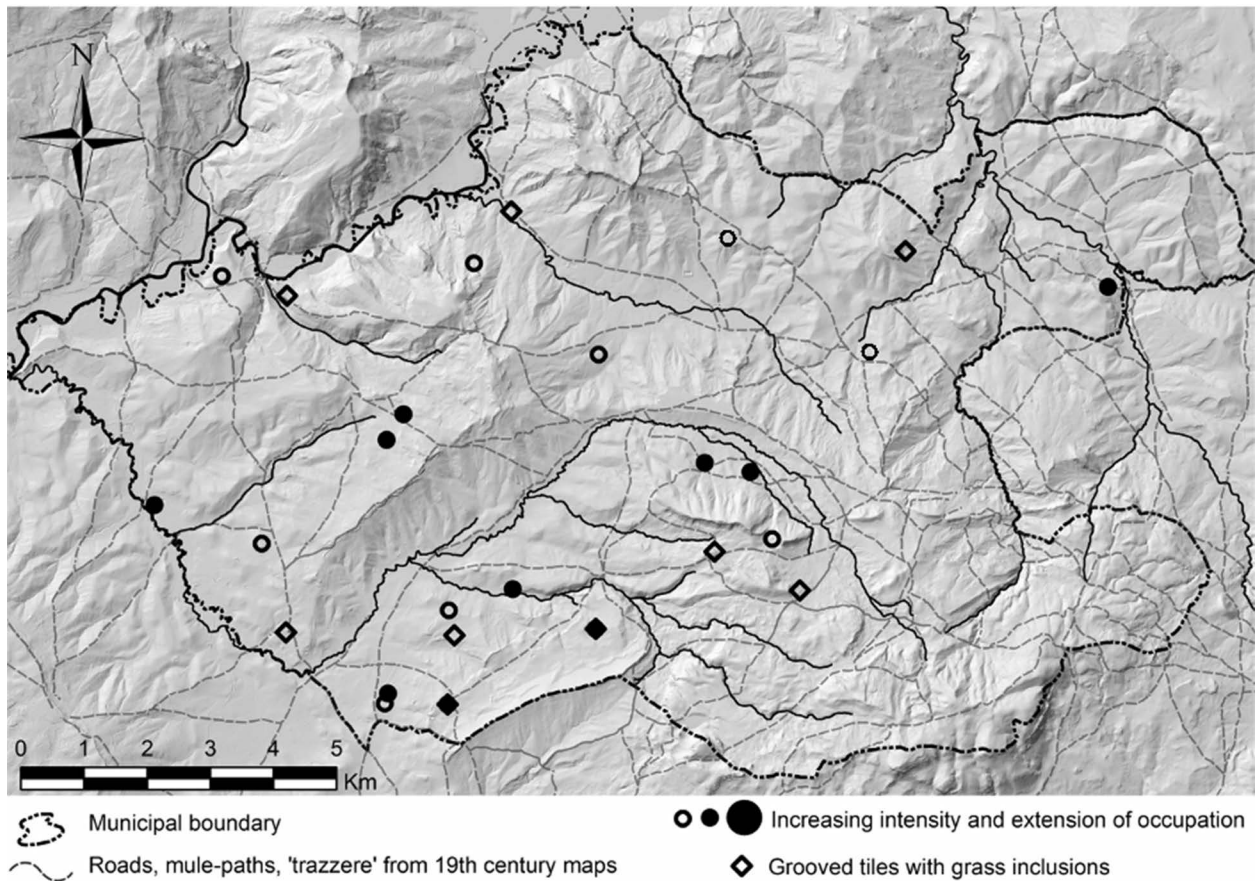 N
0 1 2 3 4 5
Km
Municipal boundary
Increasing intensity and extension of occupation
Roads, mule-paths, 'trazzere' from 19th century maps
Grooved tiles with grass inclusions